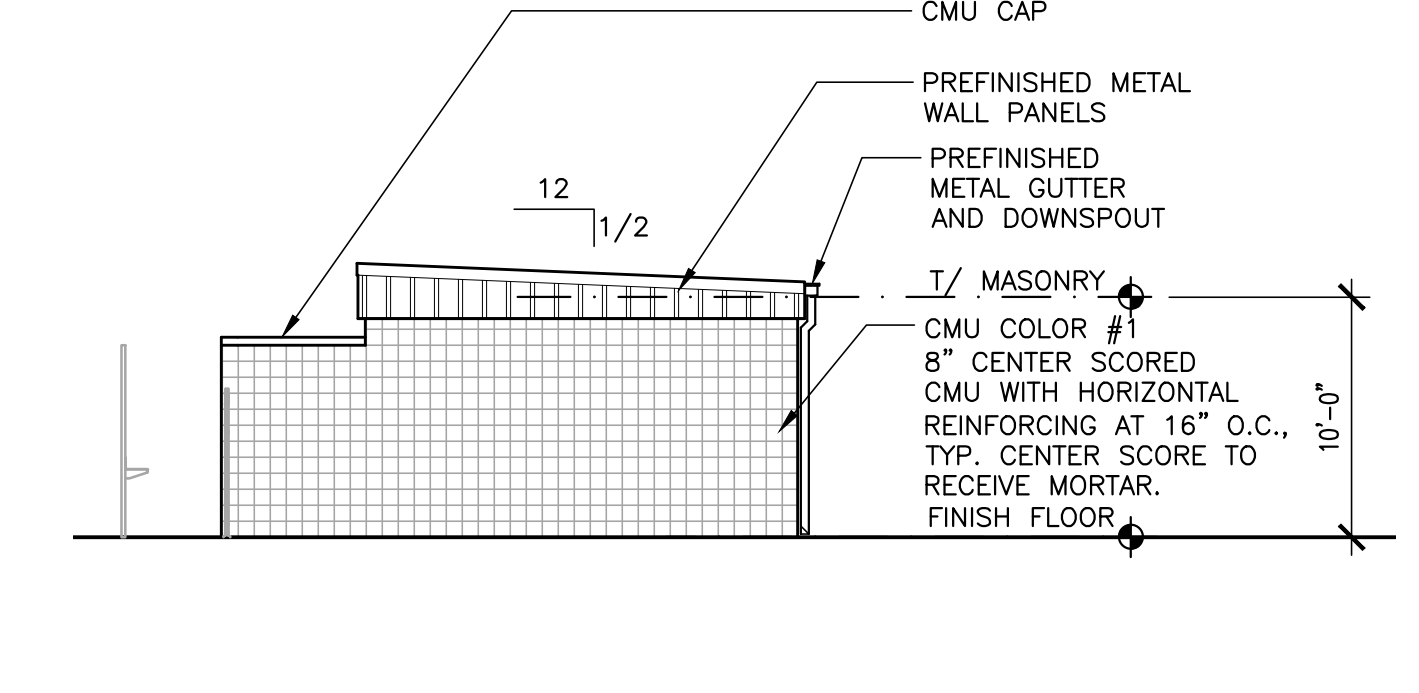 CMU CAP
PREFINISHED METAL
WALL PANELS
PREFINISHED
METAL GUTTER
AND DOWNSPOUT
12
1/2
T/ MASONRY
CMU COLOR #1
8" CENTER SCORED
CMU WITH HORIZONTAL
REINFORCING AT 16" O.C.,
TYP. CENTER SCORE TO
RECEIVE MORTAR.
FINISH FLOOR
10'-0"